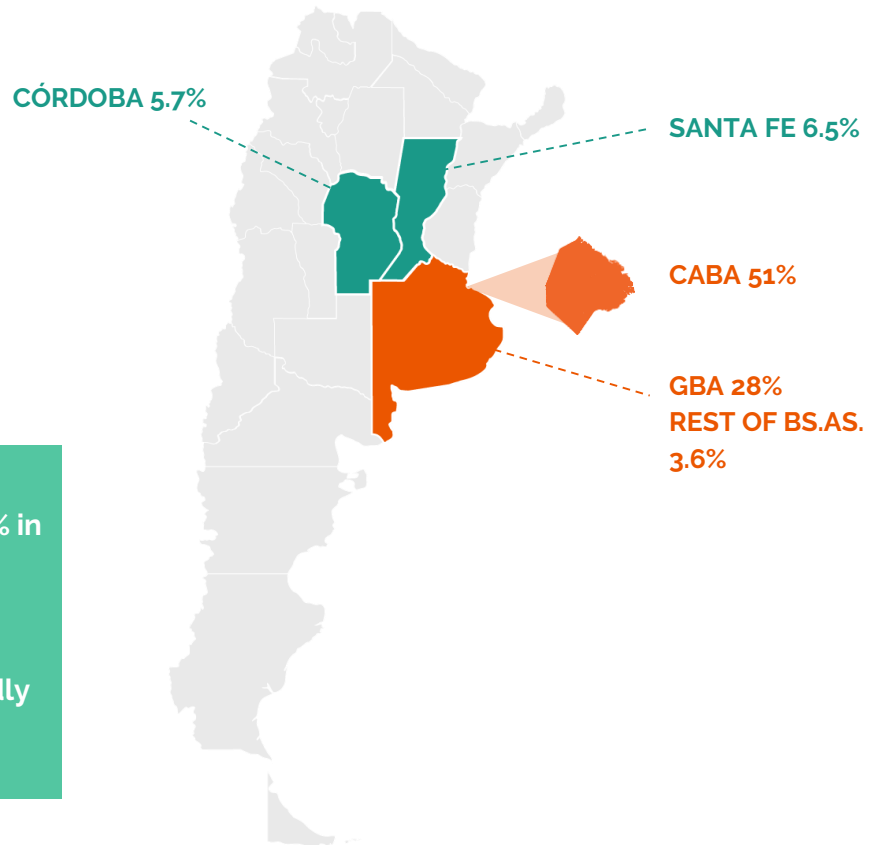 CÓRDOBA 5.7%
SANTA FE 6.5%
CABA 51%
GBA 28%
REST OF BS.AS.
3.6%
% in
lly